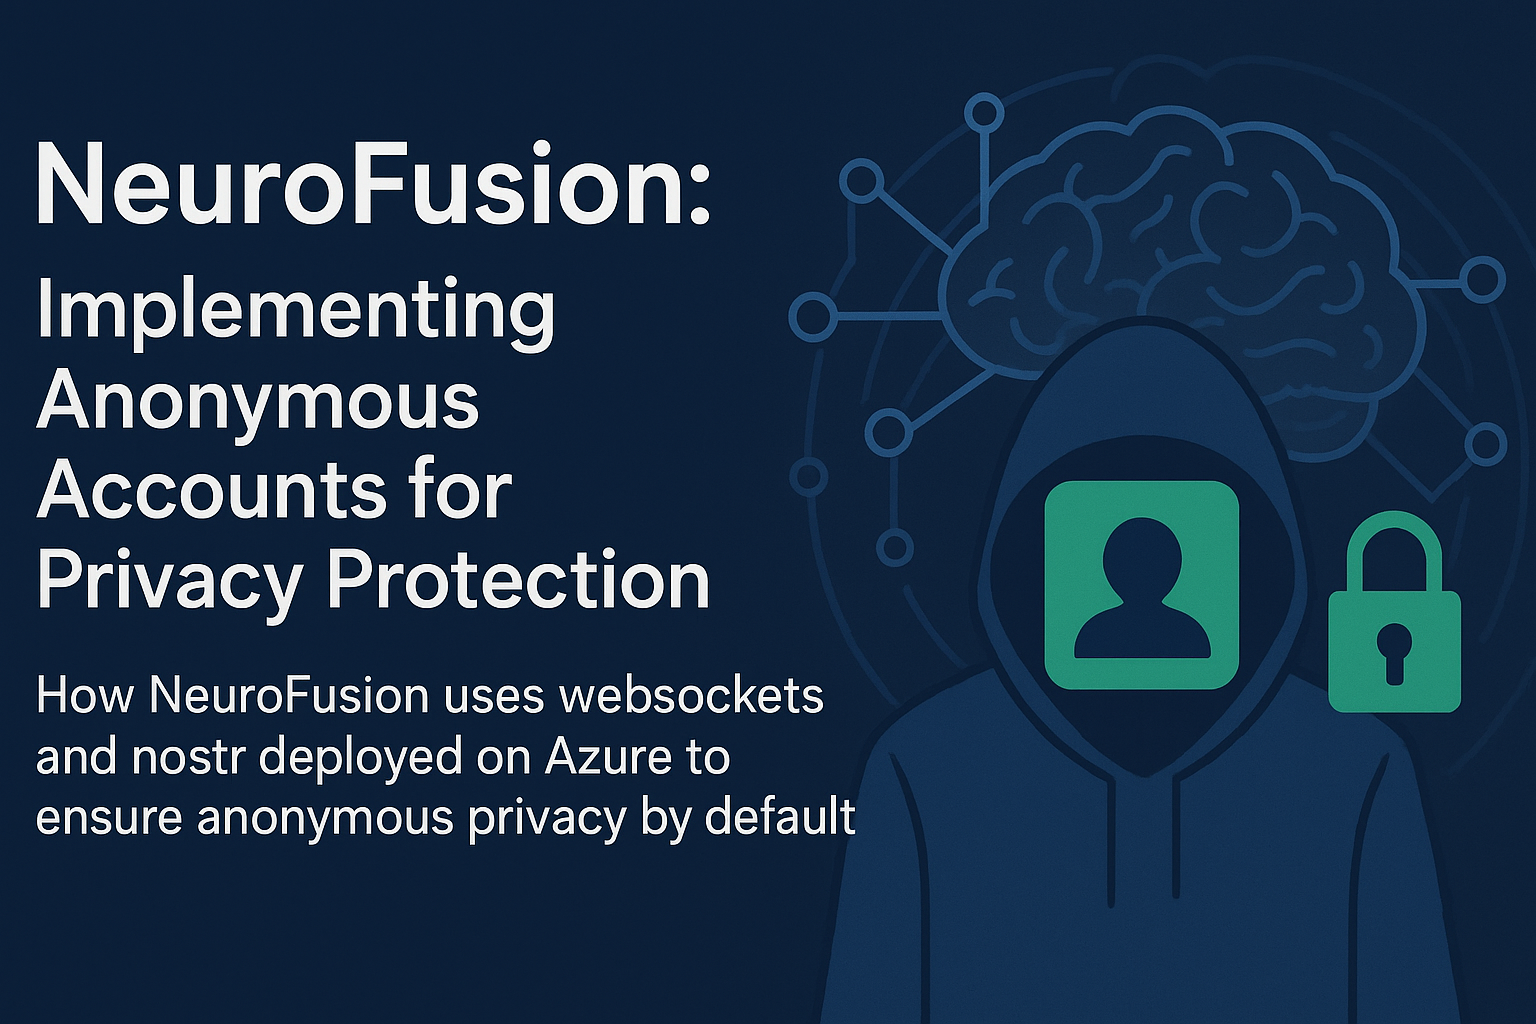 NeuroFusion:
Implementing
Anonymous
Accounts for
Privacy Protection
How NeuroFusion uses websockets
and nostr deployed on Azure to
ensure anonymous privacy by default